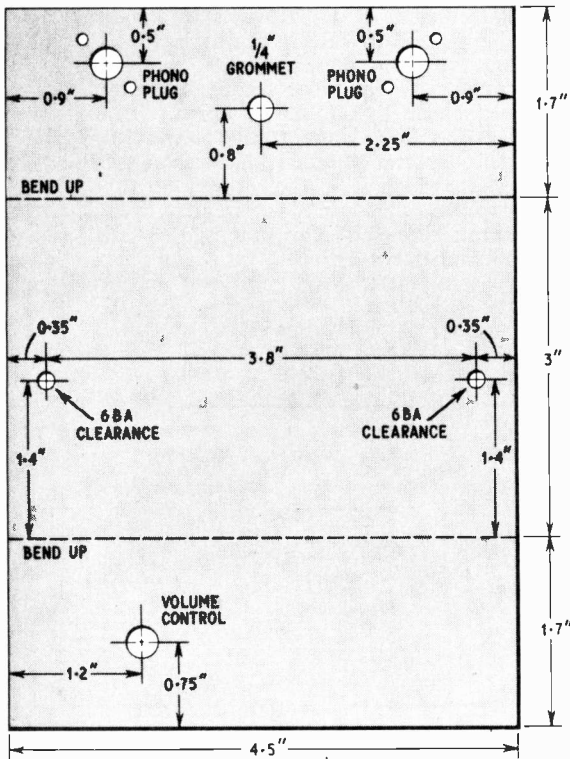 0·5"
0·5"
1/4"
GROMMET
PHONO
PLUG
PHONO
PLUG
0·9"
0·9"
1·7"
0·8"
2·25"
BEND UP
0·35"
0·35"
3·8"
3"
6BA
CLEARANCE
6BA
CLEARANCE
1·4"
1·4"
BEND UP
VOLUME
CONTROL
1·7"
1·2"
0·75"
4·5"